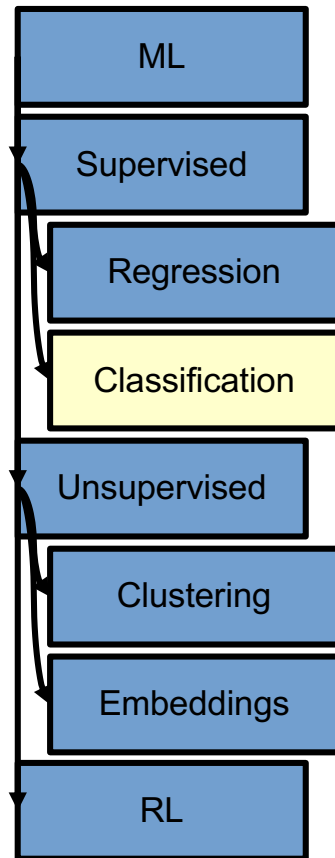 ML
Supervised
Regression
Classification
Unsupervised
Clustering
Embeddings
RL